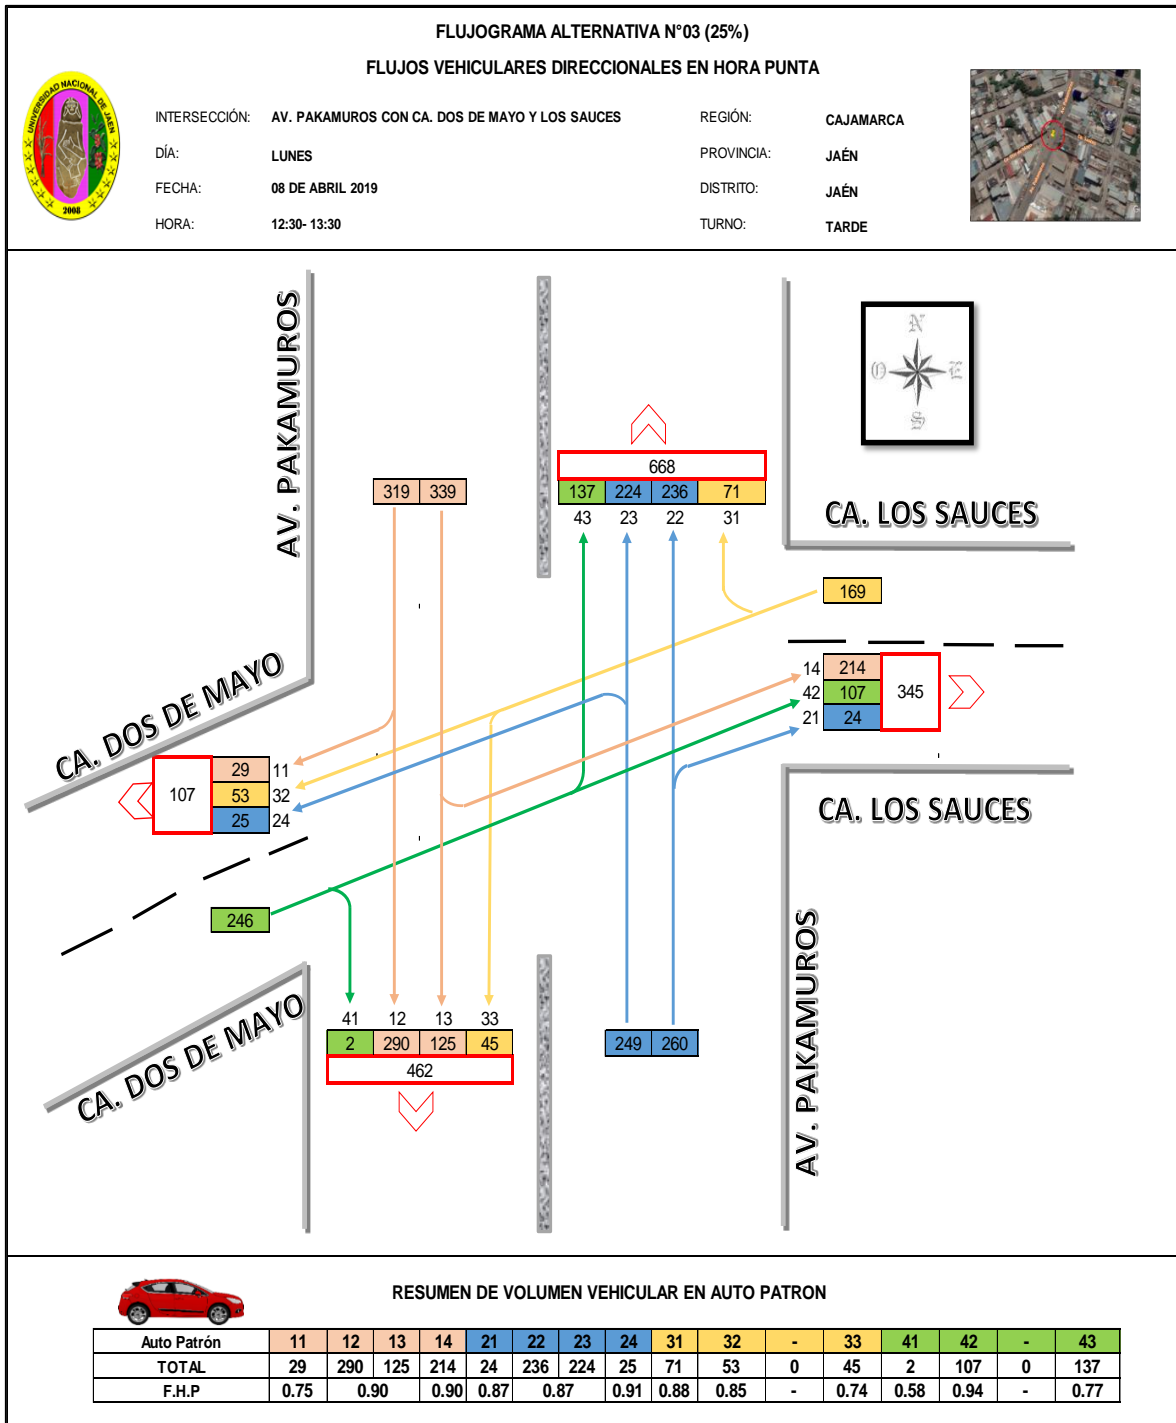 FLUJOGRAMA ALTERNATIVA N°03 (25%)
FLUJOS VEHICULARES DIRECCIONALES EN HORA PUNTA
UNIVERSIDAD NACIONAL DE JAEN
2008
INTERSECCIÓN: AV. PAKAMUROS CON CA. DOS DE MAYO Y LOS SAUCES
REGIÓN: CAJAMARCA
DÍA: LUNES
PROVINCIA: JAÉN
FECHA: 08 DE ABRIL 2019
DISTRITO: JAÉN
HORA: 12:30- 13:30
TURNO: TARDE
AV. PAKAMUROS
N
O E
S
668
319 339
137 224 236 71
43 23 22 31
CA. LOS SAUCES
169
CA. DOS DE MAYO
14 214
42 107 345
21 24
29 11
107 53 32
25 24
CA. LOS SAUCES
246
AV. PAKAMUROS
CA. DOS DE MAYO
41 12 13 33
2 290 125 45
249 260
462
RESUMEN DE VOLUMEN VEHICULAR EN AUTO PATRON
Auto Patrón 11 12 13 14 21 22 23 24 31 32 - 33 41 42 - 43
TOTAL 29 290 125 214 24 236 224 25 71 53 0 45 2 107 0 137
F.H.P 0.75 0.90 0.90 0.87 0.87 0.91 0.88 0.85 - 0.74 0.58 0.94 - 0.77